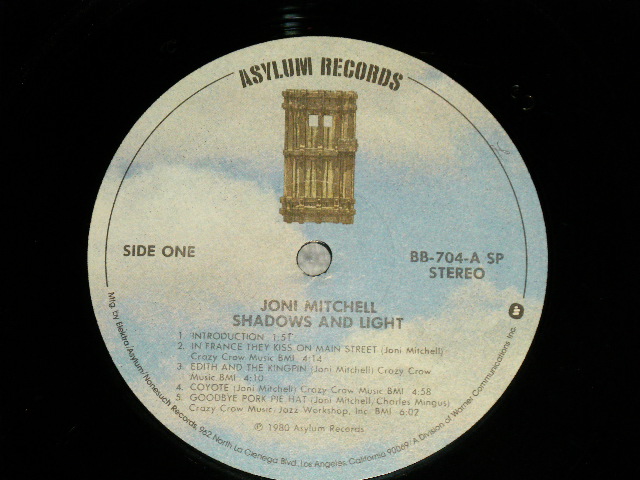 ASYLUM RECORDS
SIDE ONE
BB-704-A SP
STEREO
JONI MITCHELL
SHADOWS AND LIGHT
1. INTRODUCTION 1:51
2. IN FRANCE THEY KISS ON MAIN STREET (Joni Mitchell)
Crazy Crow Music BMI 4:14
3. EDITH AND THE KINGPIN (Joni Mitchell) Crazy Crow
Music BMI 4:10
4. COYOTE (Joni Mitchell) Crazy Crow Music BMI 4:58
5. GOODBYE PORK PIE HAT (Joni Mitchell, Charles Mingus)
Crazy Crow Music, Jazz Workshop, Inc. BMI 6:02
℗ 1980 Asylum Records
Mfg. by Elektra/Asylum/Nonesuch Records, 962 North La Cienega Blvd., Los Angeles, California 90069/A Division of Warner Communications Inc.